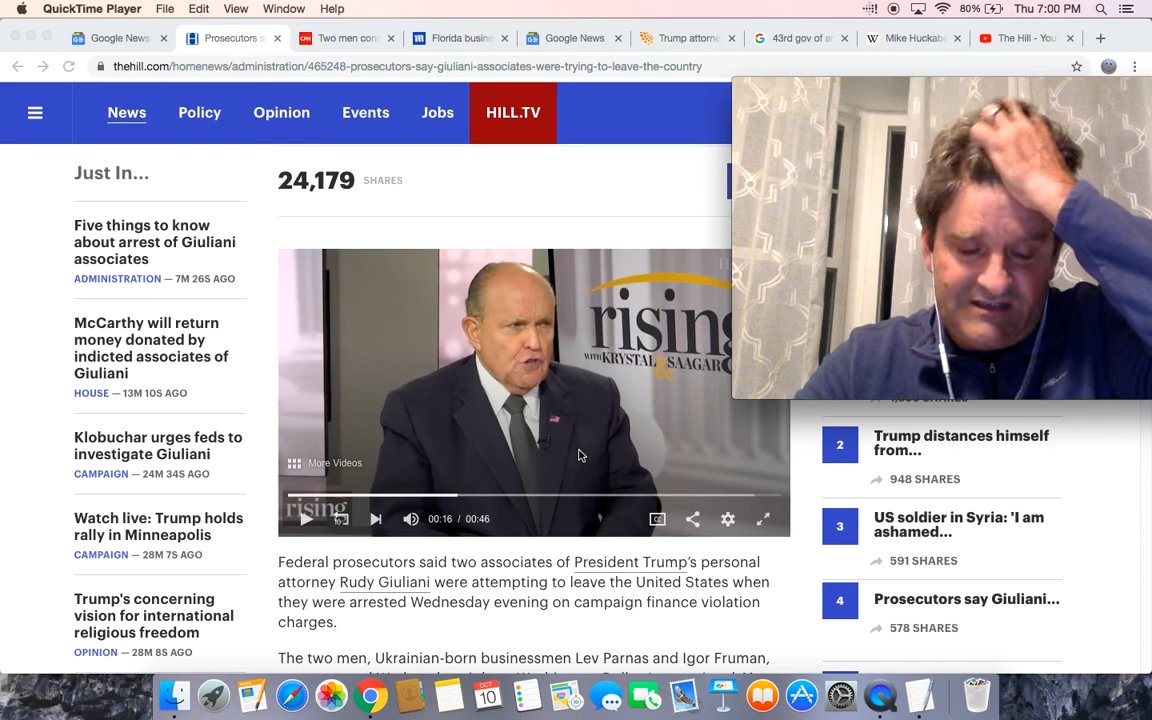 QuickTime Player File Edit View Window Help 80% Thu 7:00 PM
Google News Prosecutors s Two men con Florida busine Google News Trump attorne 43rd gov of a Mike Huckab The Hill - You
thehill.com/homenews/administration/465248-prosecutors-say-giuliani-associates-were-trying-to-leave-the-country
News Policy Opinion Events Jobs HILL.TV
Just In...
24,179 SHARES
Five things to know
about arrest of Giuliani
associates
ADMINISTRATION — 7M 26S AGO
McCarthy will return
money donated by
indicted associates of
Giuliani
HOUSE — 13M 10S AGO
Klobuchar urges feds to
investigate Giuliani
CAMPAIGN — 24M 34S AGO
Watch live: Trump holds
rally in Minneapolis
CAMPAIGN — 28M 7S AGO
Trump's concerning
vision for international
religious freedom
OPINION — 28M 8S AGO
rising
WITH KRYSTAL & SAAGAR
More Videos
rising
00:16 / 00:46
CC
Federal prosecutors said two associates of President Trump's personal
attorney Rudy Giuliani were attempting to leave the United States when
they were arrested Wednesday evening on campaign finance violation
charges.
The two men, Ukrainian-born businessmen Lev Parnas and Igor Fruman,
SHARES
2 Trump distances himself
from...
948 SHARES
3 US soldier in Syria: 'I am
ashamed...
591 SHARES
4 Prosecutors say Giuliani...
578 SHARES
OCT
10